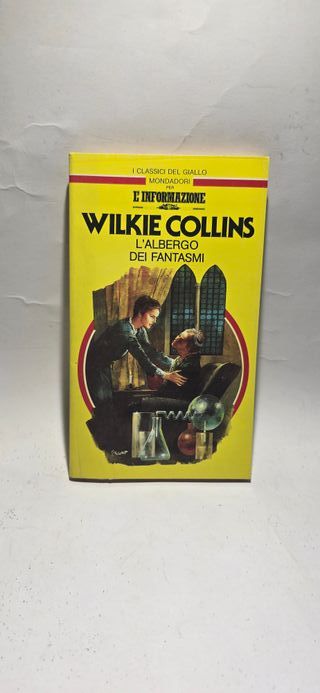 I CLASSICI DEL GIALLO
MONDADORI
PER
L'INFORMAZIONE
WILKIE COLLINS
L'ALBERGO
DEI FANTASMI